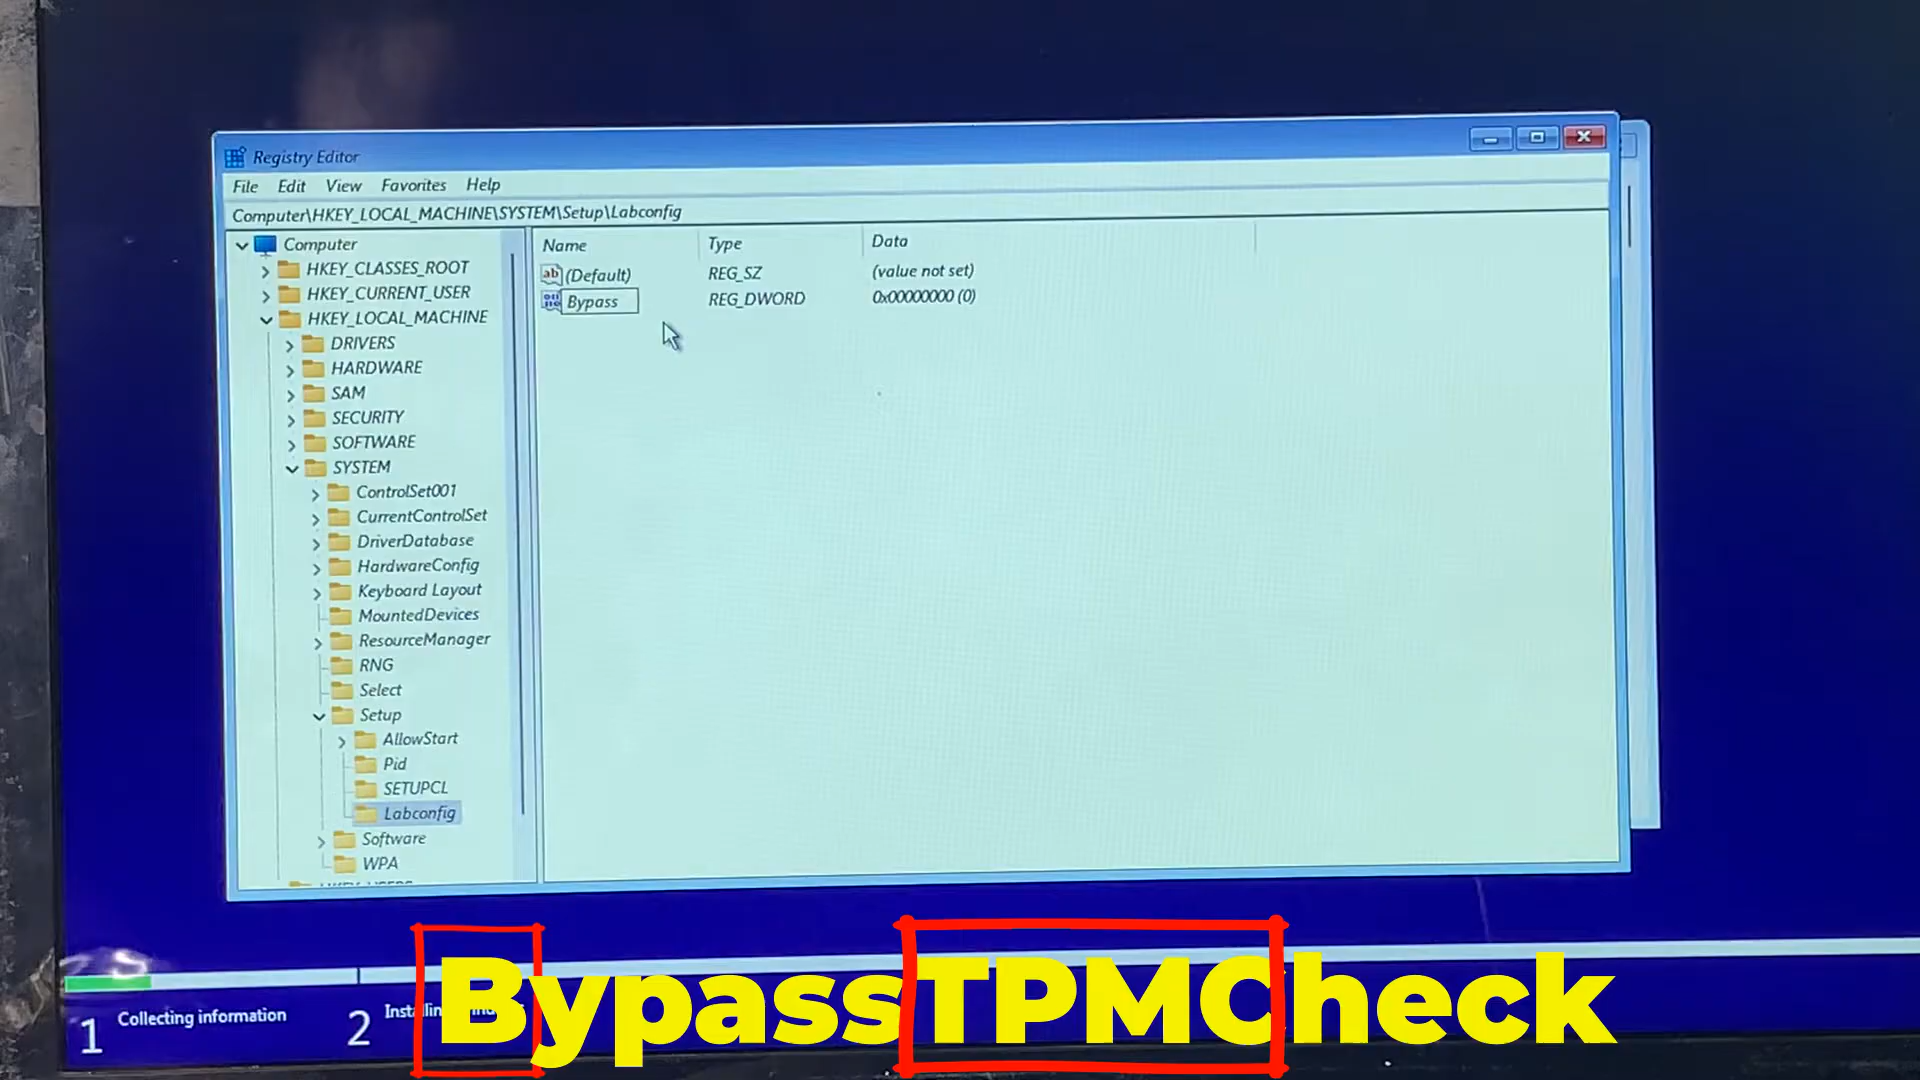 Registry Editor
File Edit View Favorites Help
Computer\HKEY_LOCAL_MACHINE\SYSTEM\Setup\Labconfig
Computer
HKEY_CLASSES_ROOT
HKEY_CURRENT_USER
HKEY_LOCAL_MACHINE
DRIVERS
HARDWARE
SAM
SECURITY
SOFTWARE
SYSTEM
ControlSet001
CurrentControlSet
DriverDatabase
HardwareConfig
Keyboard Layout
MountedDevices
ResourceManager
RNG
Select
Setup
AllowStart
Pid
SETUPCL
Labconfig
Software
WPA
Name Type Data
(Default) REG_SZ (value not set)
Bypass REG_DWORD 0x00000000 (0)
1 Collecting information
2
BypassTPMCheck